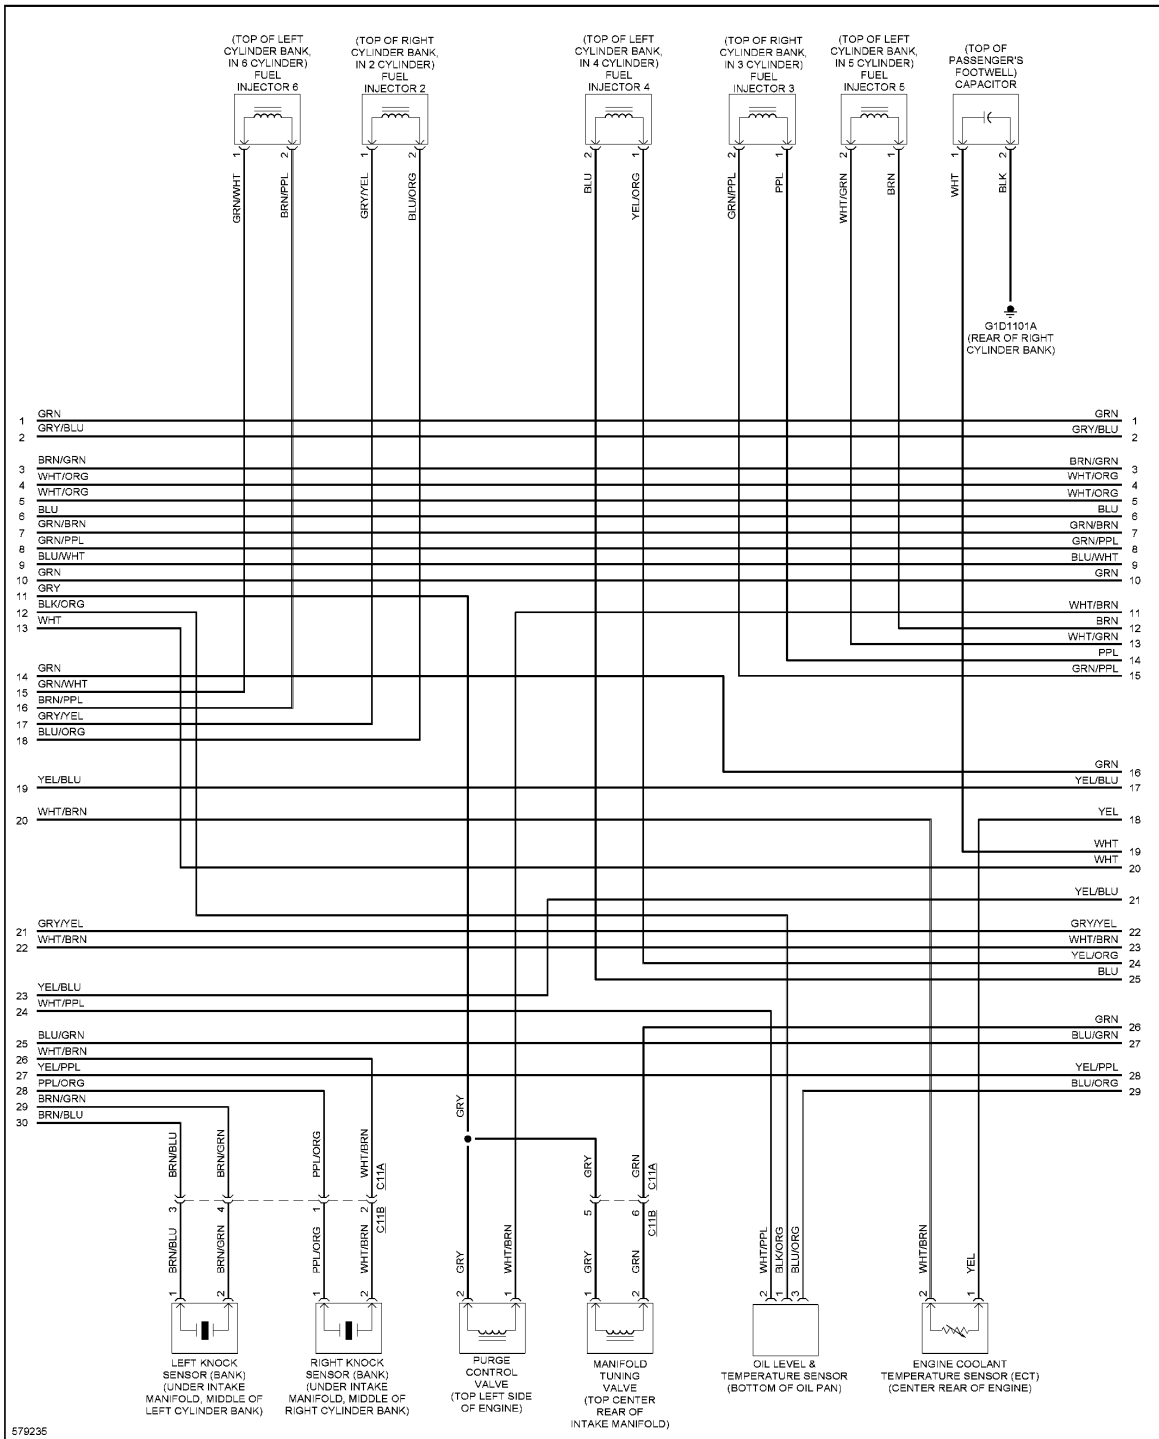 (TOP OF LEFT
CYLINDER BANK,
IN 6 CYLINDER)
FUEL
INJECTOR 6
(TOP OF RIGHT
CYLINDER BANK,
IN 2 CYLINDER)
FUEL
INJECTOR 2
(TOP OF LEFT
CYLINDER BANK,
IN 4 CYLINDER)
FUEL
INJECTOR 4
(TOP OF RIGHT
CYLINDER BANK,
IN 3 CYLINDER)
FUEL
INJECTOR 3
(TOP OF LEFT
CYLINDER BANK,
IN 5 CYLINDER)
FUEL
INJECTOR 5
(TOP OF
PASSENGER'S
FOOTWELL)
CAPACITOR
1 2 1 2 2 1 2 1 2 1 1 2
GRN/WHT BRN/PPL GRY/YEL BLU/ORG BLU YEL/ORG GRN/PPL PPL WHT/GRN BRN WHT BLK
G1D1101A
(REAR OF RIGHT
CYLINDER BANK)
1 GRN GRN 1
2 GRY/BLU GRY/BLU 2
3 BRN/GRN BRN/GRN 3
4 WHT/ORG WHT/ORG 4
5 WHT/ORG WHT/ORG 5
6 BLU BLU 6
7 GRN/BRN GRN/BRN 7
8 GRN/PPL GRN/PPL 8
9 BLU/WHT BLU/WHT 9
10 GRN GRN 10
11 GRY
12 BLK/ORG WHT/BRN 11
13 WHT BRN 12
WHT/GRN 13
PPL 14
14 GRN GRN/PPL 15
15 GRN/WHT
16 BRN/PPL
17 GRY/YEL
18 BLU/ORG
GRN 16
19 YEL/BLU YEL/BLU 17
20 WHT/BRN YEL 18
WHT 19
WHT 20
YEL/BLU 21
21 GRY/YEL GRY/YEL 22
22 WHT/BRN WHT/BRN 23
YEL/ORG 24
BLU 25
23 YEL/BLU
24 WHT/PPL
GRN 26
25 BLU/GRN BLU/GRN 27
26 WHT/BRN
27 YEL/PPL YEL/PPL 28
28 PPL/ORG BLU/ORG 29
29 BRN/GRN
30 BRN/BLU
GRY
BRN/BLU BRN/GRN PPL/ORG WHT/BRN C11A GRY GRN C11A
3 4 1 2 C11B 5 6 C11B
BRN/BLU BRN/GRN PPL/ORG WHT/BRN GRY WHT/BRN GRY GRN WHT/PPL BLK/ORG BLU/ORG WHT/BRN YEL
1 2 1 2 2 1 1 2 2 1 3 2 1
LEFT KNOCK
SENSOR (BANK)
(UNDER INTAKE
MANIFOLD, MIDDLE OF
LEFT CYLINDER BANK)
RIGHT KNOCK
SENSOR (BANK)
(UNDER INTAKE
MANIFOLD, MIDDLE OF
RIGHT CYLINDER BANK)
PURGE
CONTROL
VALVE
(TOP LEFT SIDE
OF ENGINE)
MANIFOLD
TUNING
VALVE
(TOP CENTER
REAR OF
INTAKE MANIFOLD)
OIL LEVEL &
TEMPERATURE SENSOR
(BOTTOM OF OIL PAN)
ENGINE COOLANT
TEMPERATURE SENSOR (ECT)
(CENTER REAR OF ENGINE)
579235